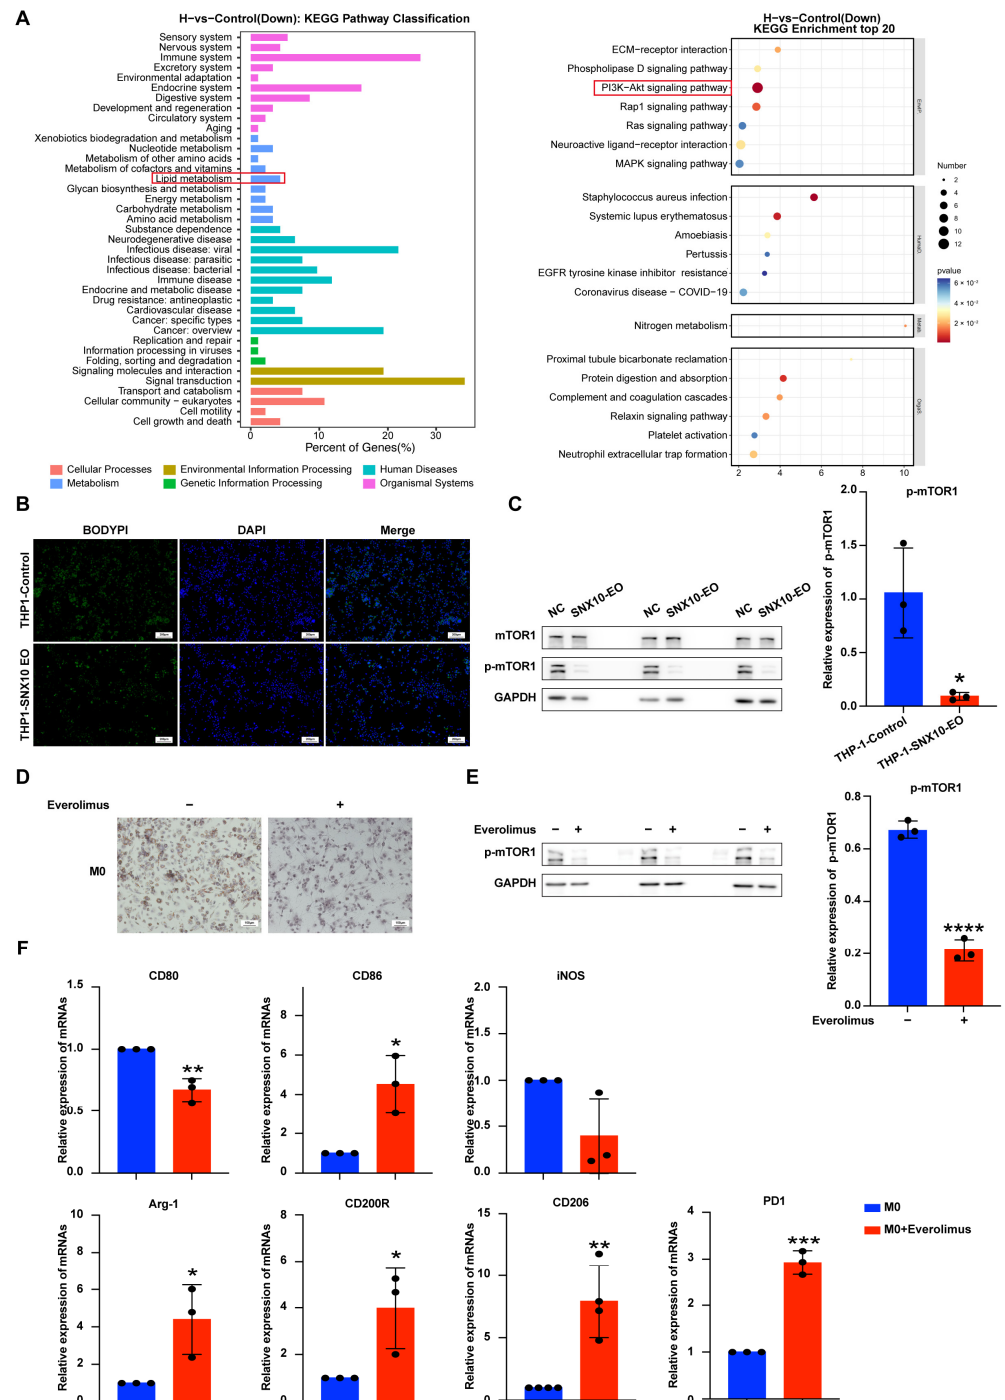 A
H−vs−Control(Down): KEGG Pathway Classification
Sensory system
Nervous system
Immune system
Excretory system
Environmental adaptation
Endocrine system
Digestive system
Development and regeneration
Circulatory system
Aging
Xenobiotics biodegradation and metabolism
Nucleotide metabolism
Metabolism of other amino acids
Metabolism of cofactors and vitamins
Lipid metabolism
Glycan biosynthesis and metabolism
Energy metabolism
Carbohydrate metabolism
Amino acid metabolism
Substance dependence
Neurodegenerative disease
Infectious disease: viral
Infectious disease: parasitic
Infectious disease: bacterial
Immune disease
Endocrine and metabolic disease
Drug resistance: antineoplastic
Cardiovascular disease
Cancer: specific types
Cancer: overview
Replication and repair
Information processing in viruses
Folding, sorting and degradation
Signaling molecules and interaction
Signal transduction
Transport and catabolism
Cellular community − eukaryotes
Cell motility
Cell growth and death
0 10 20 30
Percent of Genes(%)
Cellular Processes Environmental Information Processing Human Diseases
Metabolism Genetic Information Processing Organismal Systems
H−vs−Control(Down)
KEGG Enrichment top 20
ECM−receptor interaction
Phospholipase D signaling pathway
PI3K−Akt signaling pathway
Rap1 signaling pathway
Ras signaling pathway
Neuroactive ligand−receptor interaction
MAPK signaling pathway
Staphylococcus aureus infection
Systemic lupus erythematosus
Amoebiasis
Pertussis
EGFR tyrosine kinase inhibitor resistance
Coronavirus disease − COVID−19
Nitrogen metabolism
Proximal tubule bicarbonate reclamation
Protein digestion and absorption
Complement and coagulation cascades
Relaxin signaling pathway
Platelet activation
Neutrophil extracellular trap formation
2 4 6 8 10
Number
2
4
6
8
10
12
pvalue
6 × 10⁻²
4 × 10⁻²
2 × 10⁻²
B
BODYPI DAPI Merge
THP1-Control
THP1-SNX10 EO
C
NC SNX10-EO NC SNX10-EO NC SNX10-EO
mTOR1
p-mTOR1
GAPDH
p-mTOR1
Relative expression of p-mTOR1
2.0
1.5
1.0
0.5
0.0
*
THP-1-Control
THP-1-SNX10-EO
D
Everolimus − +
M0
E
Everolimus − + − + − +
p-mTOR1
GAPDH
p-mTOR1
Relative expression of p-mTOR1
0.8
0.6
0.4
0.2
0.0
****
Everolimus − +
F
CD80
Relative expression of mRNAs
1.5
1.0
0.5
0.0
**
CD86
Relative expression of mRNAs
8
6
4
2
0
*
iNOS
Relative expression of mRNAs
2.0
1.5
1.0
0.5
0.0
Arg-1
Relative expression of mRNAs
10
8
6
4
2
0
*
CD200R
Relative expression of mRNAs
8
6
4
2
0
*
CD206
Relative expression of mRNAs
15
10
5
0
**
PD1
Relative expression of mRNAs
4
3
2
1
0
***
M0
M0+Everolimus